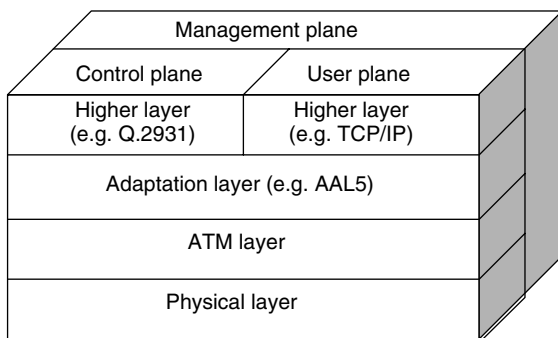 Management plane
Control plane
User plane
Higher layer
(e.g. Q.2931)
Higher layer
(e.g. TCP/IP)
Adaptation layer (e.g. AAL5)
ATM layer
Physical layer